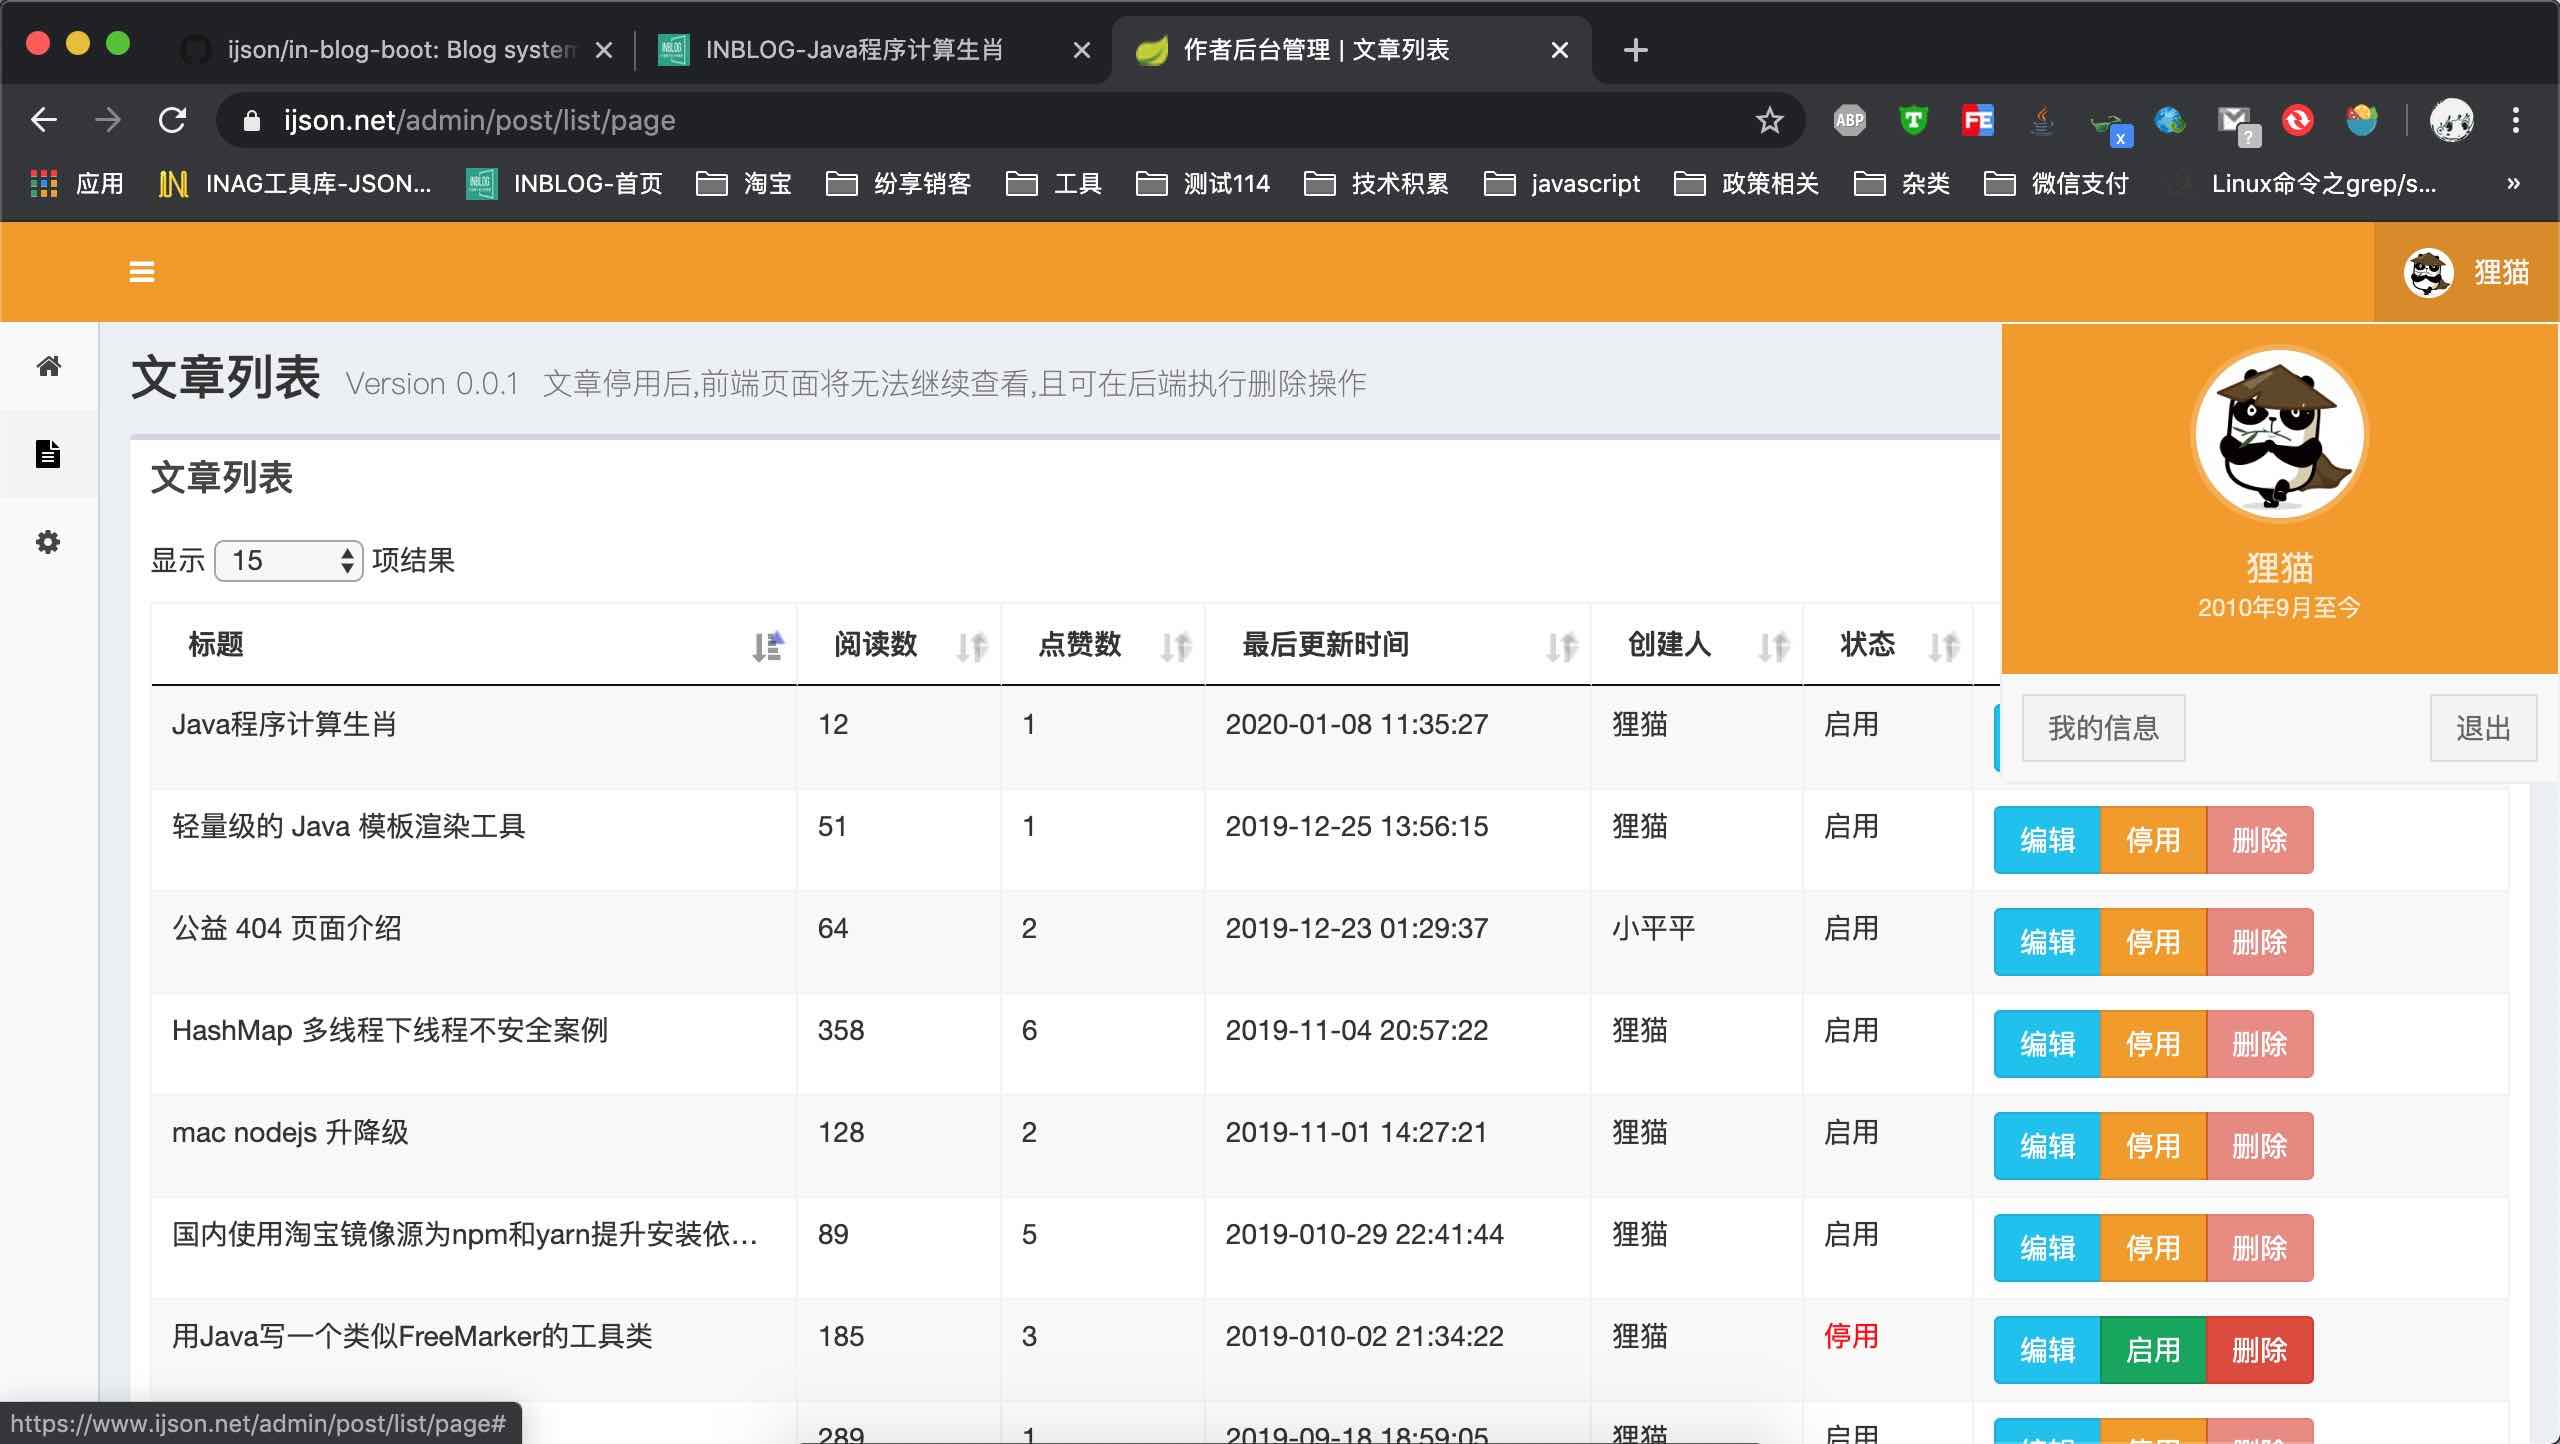 ijson/in-blog-boot: Blog system
INBLOG-Java程序计算生肖
作者后台管理 | 文章列表
ijson.net/admin/post/list/page
ABP
T
FE
x
?
应用
INAG工具库-JSON...
INBLOG-首页
淘宝
纷享销客
工具
测试114
技术积累
javascript
政策相关
杂类
微信支付
Linux命令之grep/s...
»
狸猫
文章列表 Version 0.0.1 文章停用后,前端页面将无法继续查看,且可在后端执行删除操作
狸猫
2010年9月至今
我的信息 退出
文章列表
显示 15 项结果
标题 阅读数 点赞数 最后更新时间 创建人 状态
Java程序计算生肖 12 1 2020-01-08 11:35:27 狸猫 启用
轻量级的 Java 模板渲染工具 51 1 2019-12-25 13:56:15 狸猫 启用 编辑 停用 删除
公益 404 页面介绍 64 2 2019-12-23 01:29:37 小平平 启用 编辑 停用 删除
HashMap 多线程下线程不安全案例 358 6 2019-11-04 20:57:22 狸猫 启用 编辑 停用 删除
mac nodejs 升降级 128 2 2019-11-01 14:27:21 狸猫 启用 编辑 停用 删除
国内使用淘宝镜像源为npm和yarn提升安装依... 89 5 2019-010-29 22:41:44 狸猫 启用 编辑 停用 删除
用Java写一个类似FreeMarker的工具类 185 3 2019-010-02 21:34:22 狸猫 停用 编辑 启用 删除
289 1 2019-09-18 18:59:05 狸猫 启用 编辑 停用 删除
https://www.ijson.net/admin/post/list/page#